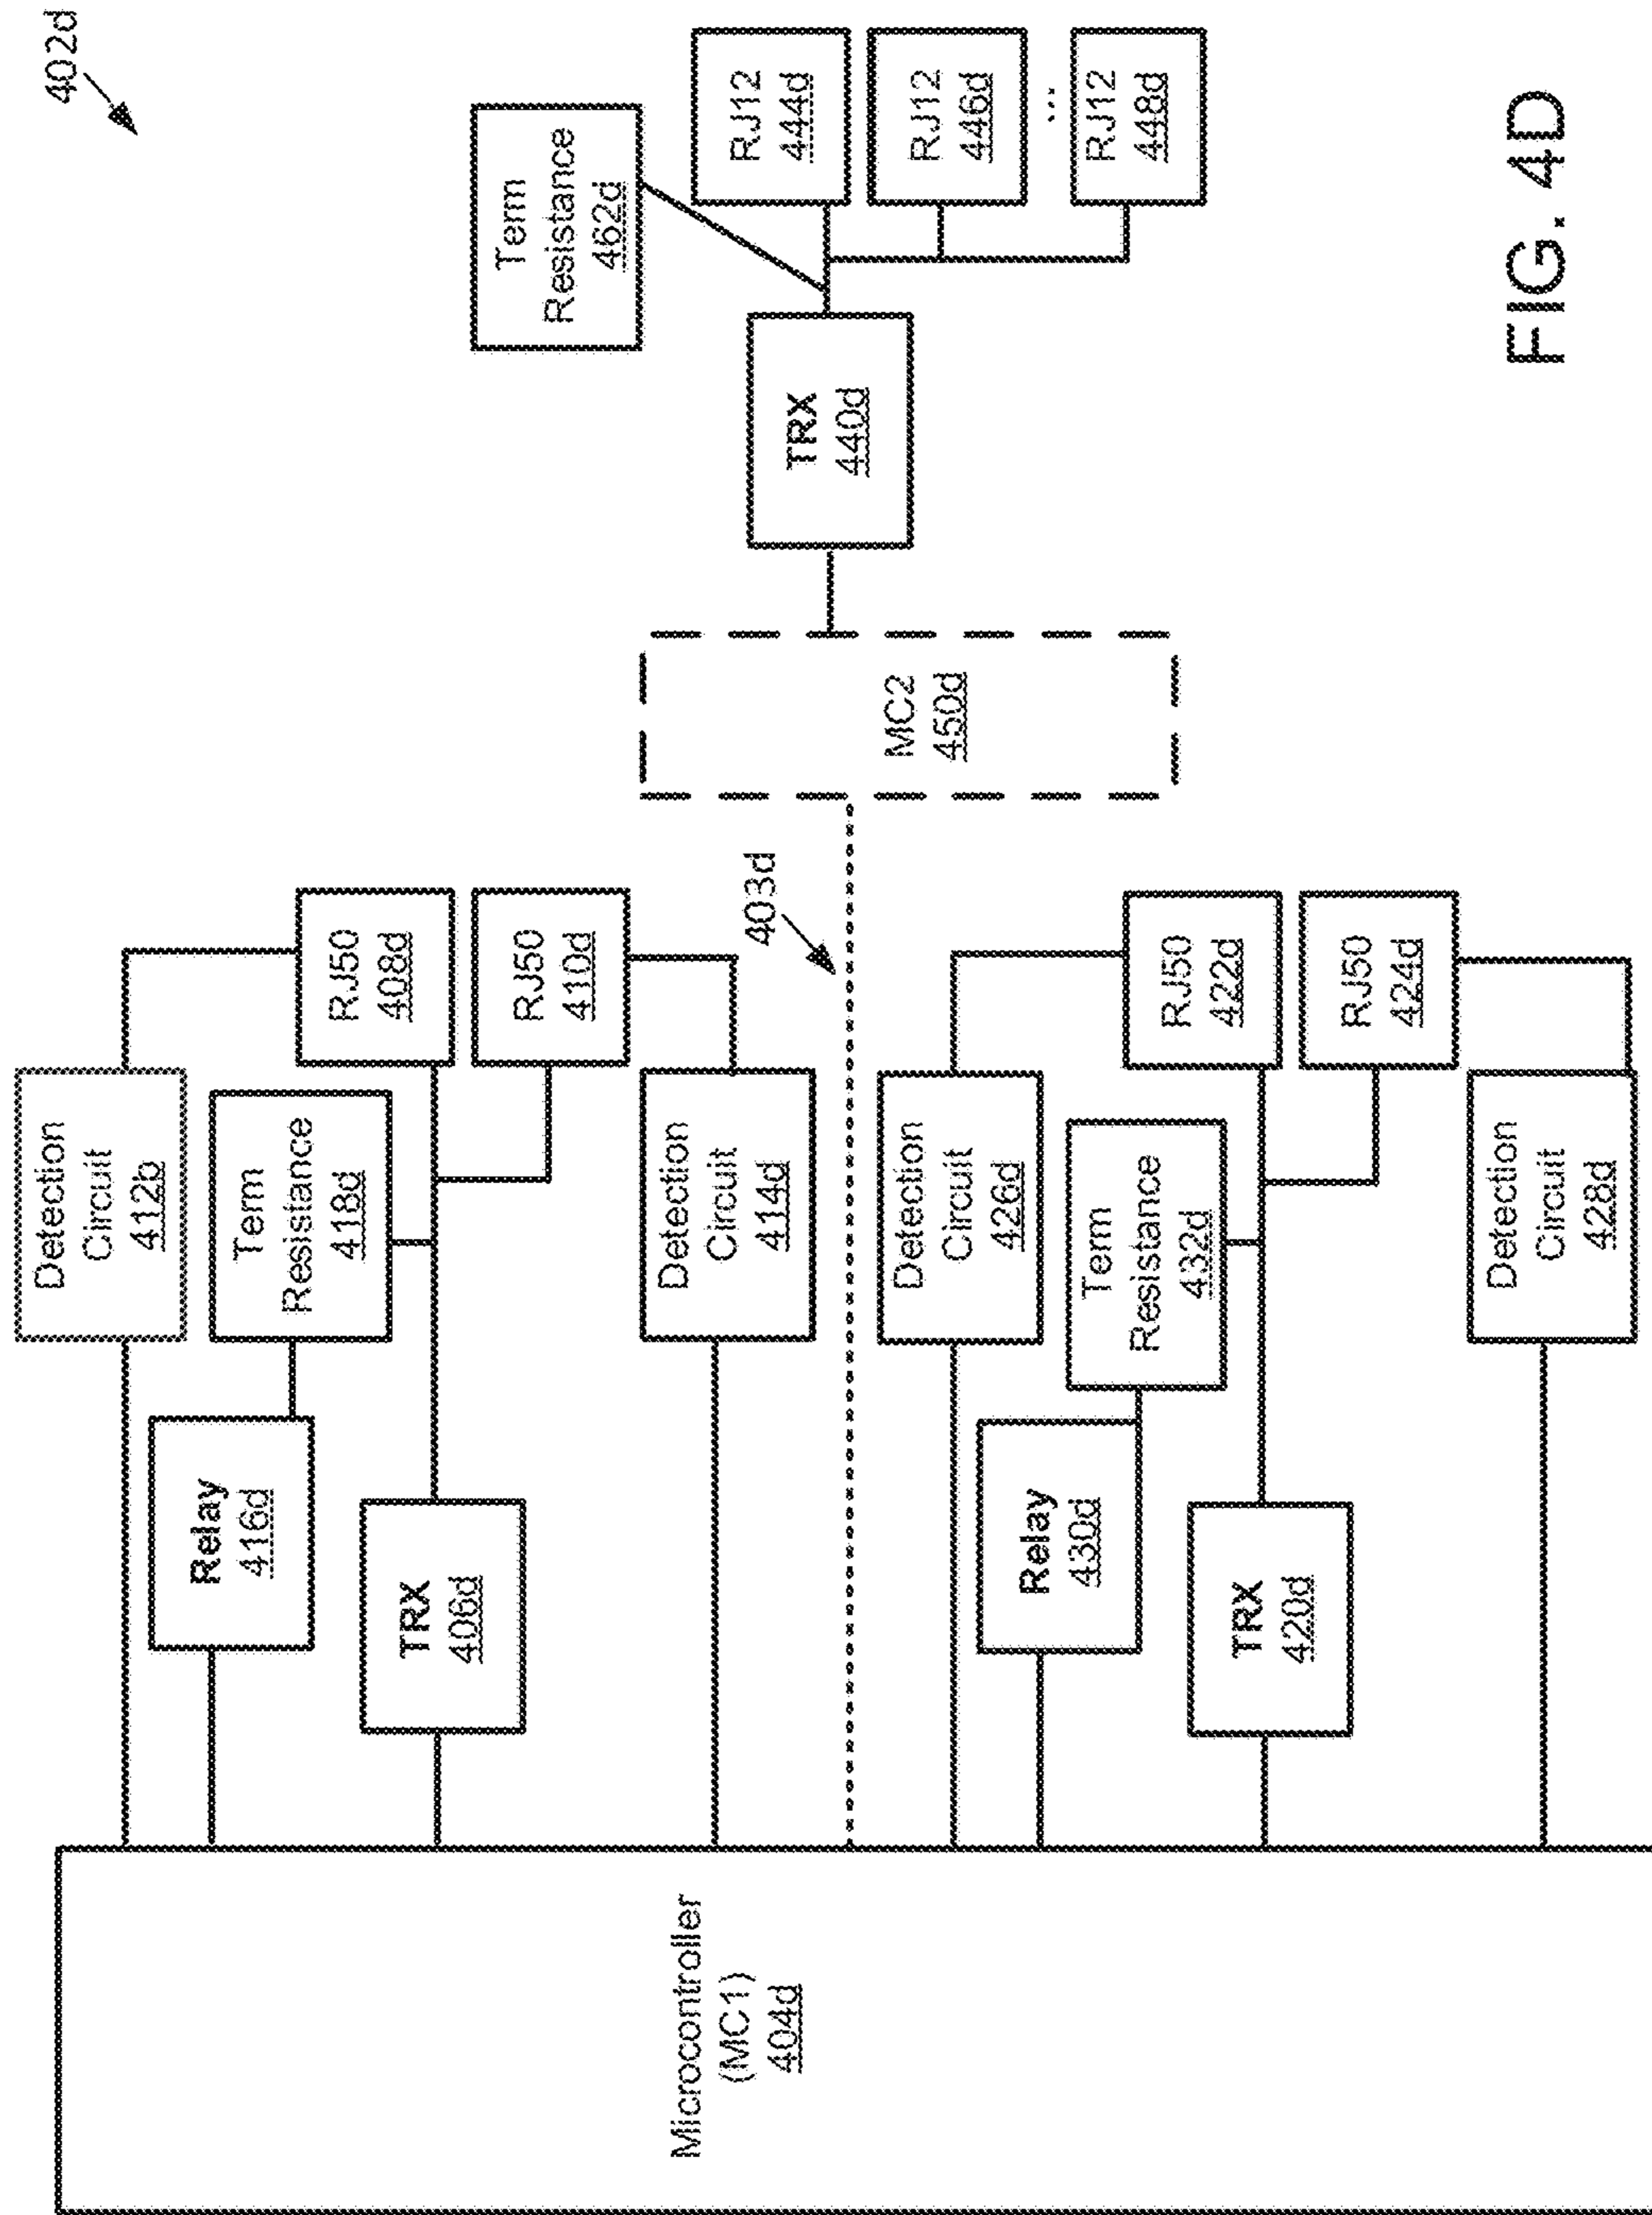 402d
Detection
Circuit
412b
Relay
416d
Term
Resistance
418d
RJ50
408d
TRX
406d
RJ50
410d
Detection
Circuit
414d
Microcontroller
(MC1)
404d
403d
Detection
Circuit
426d
Relay
430d
Term
Resistance
432d
RJ50
422d
TRX
420d
RJ50
424d
Detection
Circuit
428d
MC2
450d
TRX
440d
Term
Resistance
462d
RJ12
444d
RJ12
446d
...
RJ12
448d
FIG. 4D